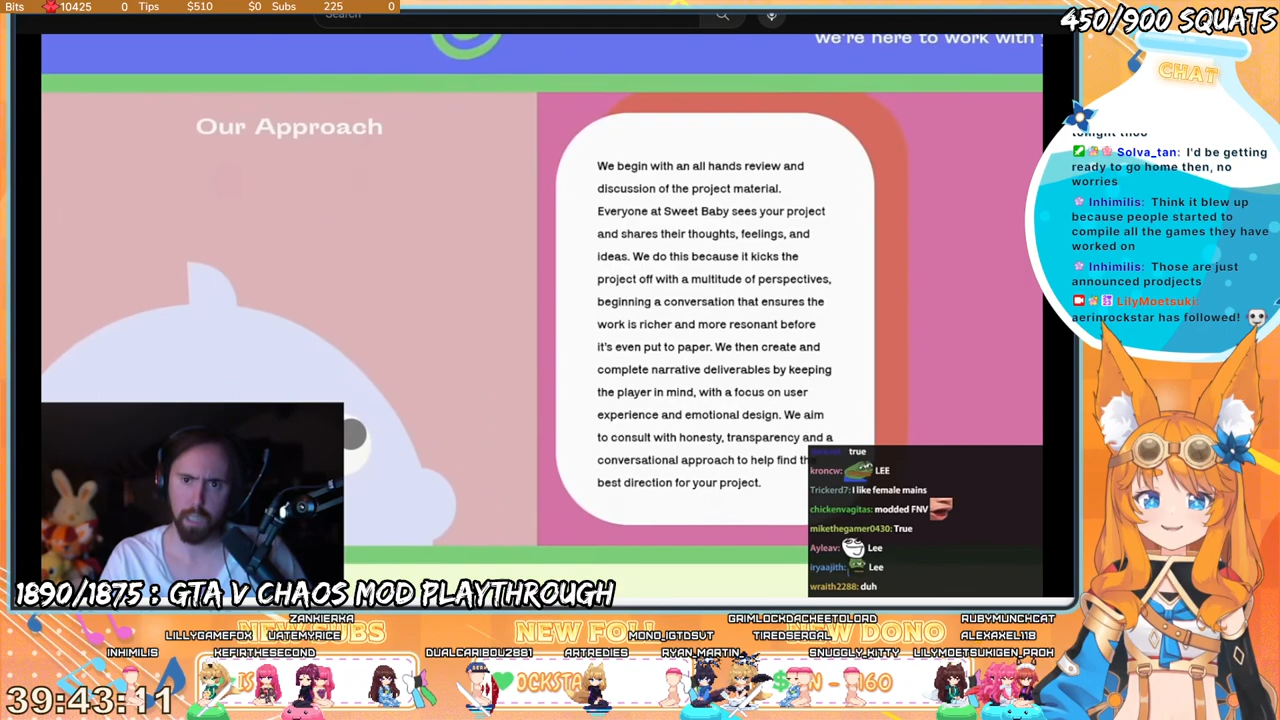 Bits 10425 0 Tips $510 $0 Subs 225 0
Search
450/900 SQUATS
we're here to work with
CHAT
Our Approach
We begin with an all hands review and
discussion of the project material.
Everyone at Sweet Baby sees your project
and shares their thoughts, feelings, and
ideas. We do this because it kicks the
project off with a multitude of perspectives,
beginning a conversation that ensures the
work is richer and more resonant before
it's even put to paper. We then create and
complete narrative deliverables by keeping
the player in mind, with a focus on user
experience and emotional design. We aim
to consult with honesty, transparency and a
conversational approach to help find the
best direction for your project.
tonight thoo
Solva_tan: I'd be getting
ready to go home then, no
worries
Inhimilis: Think it blew up
because people started to
compile all the games they have
worked on
Inhimilis: Those are just
announced prodjects
LilyMoetsuki:
aerinrockstar has followed!
true
kroncw: LEE
Trickerd7: I like female mains
chickenvagitas: modded FNV
mikethegamer0430: True
Ayleav: Lee
iryaajith: Lee
wraith2288: duh
1890/1875 : GTA V CHAOS MOD PLAYTHROUGH
NEW SUBS
NEW FOLL
NEW DONO
ZANKIERKA
GRIMLOCKDACHEETOLORD
RUBYMUNCHCAT
LILLYGAMEFOX
UATEMYRICE
MONO_IGTDSUT
TIREDSERGAL
ALEXAXEL118
INHIMILIS
KEFIRTHESECOND
DUALCARIBOU2881
ARTREDIES
RYAN_MARTIN
SNUGGLY_KITTY
LILYMOETSUKIGEN_PROH
39:43:11
IS
OCKSTA
N - $160